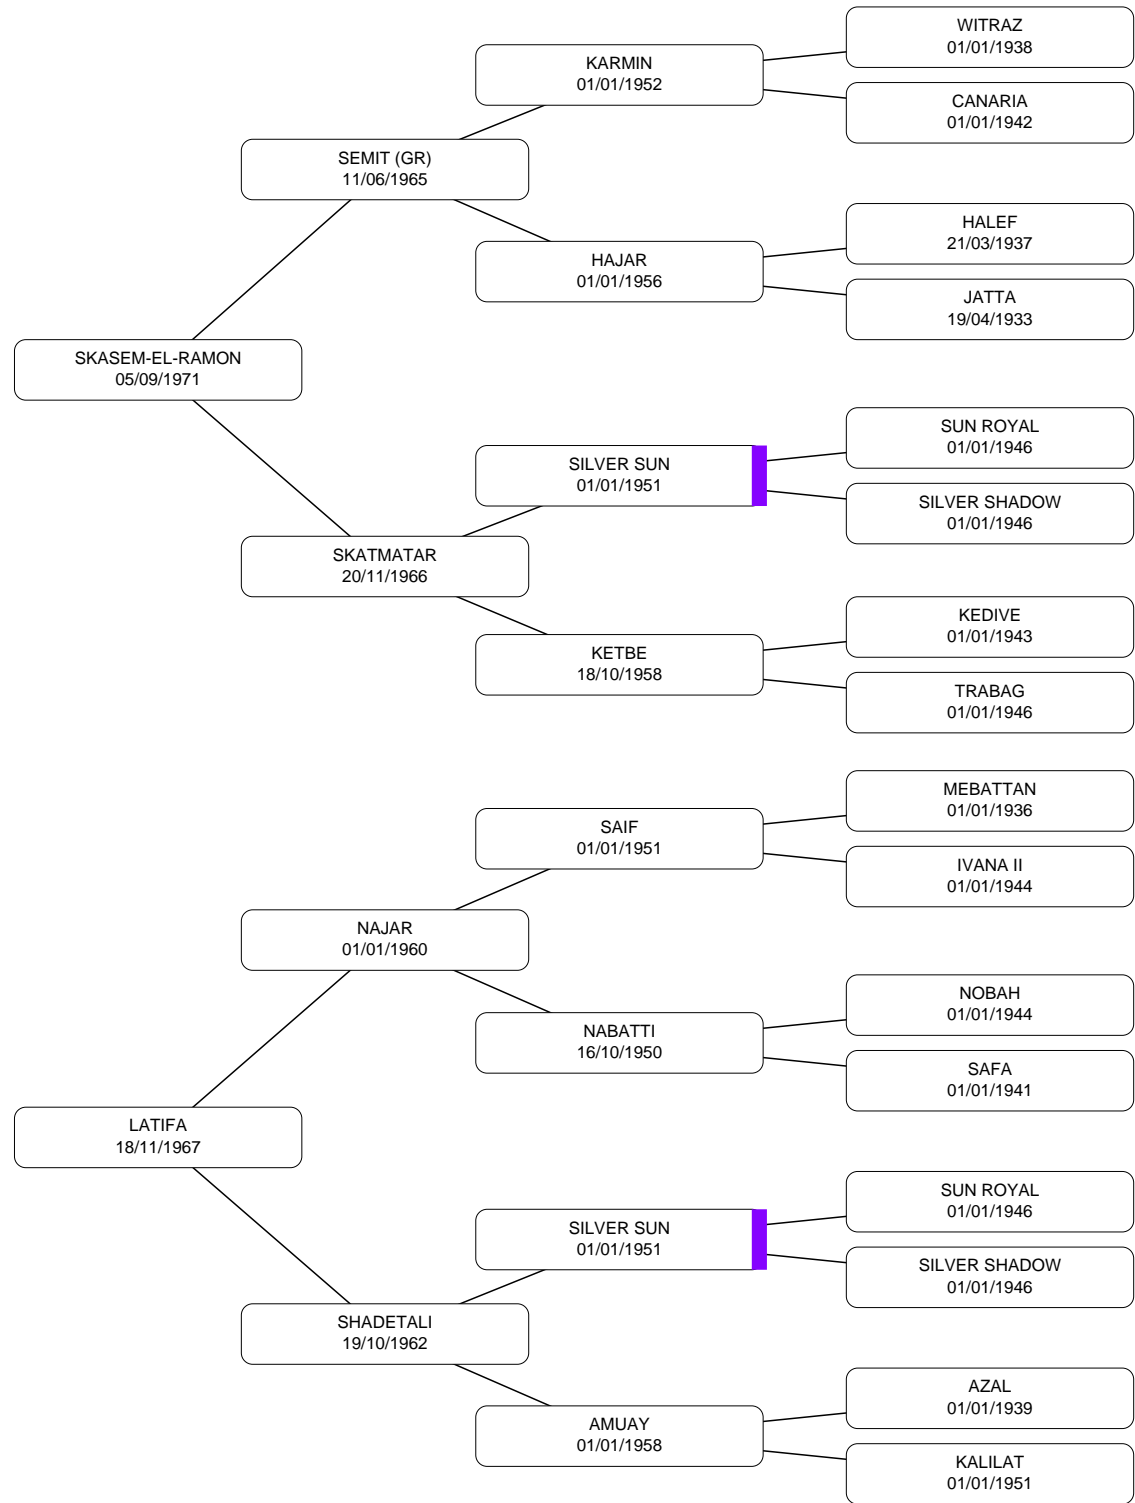 WITRAZ
01/01/1938
KARMIN
01/01/1952
CANARIA
01/01/1942
SEMIT (GR)
11/06/1965
HALEF
21/03/1937
HAJAR
01/01/1956
JATTA
19/04/1933
SKASEM-EL-RAMON
05/09/1971
SUN ROYAL
01/01/1946
SILVER SUN
01/01/1951
SILVER SHADOW
01/01/1946
SKATMATAR
20/11/1966
KEDIVE
01/01/1943
KETBE
18/10/1958
TRABAG
01/01/1946
MEBATTAN
01/01/1936
SAIF
01/01/1951
IVANA II
01/01/1944
NAJAR
01/01/1960
NOBAH
01/01/1944
NABATTI
16/10/1950
SAFA
01/01/1941
LATIFA
18/11/1967
SUN ROYAL
01/01/1946
SILVER SUN
01/01/1951
SILVER SHADOW
01/01/1946
SHADETALI
19/10/1962
AZAL
01/01/1939
AMUAY
01/01/1958
KALILAT
01/01/1951